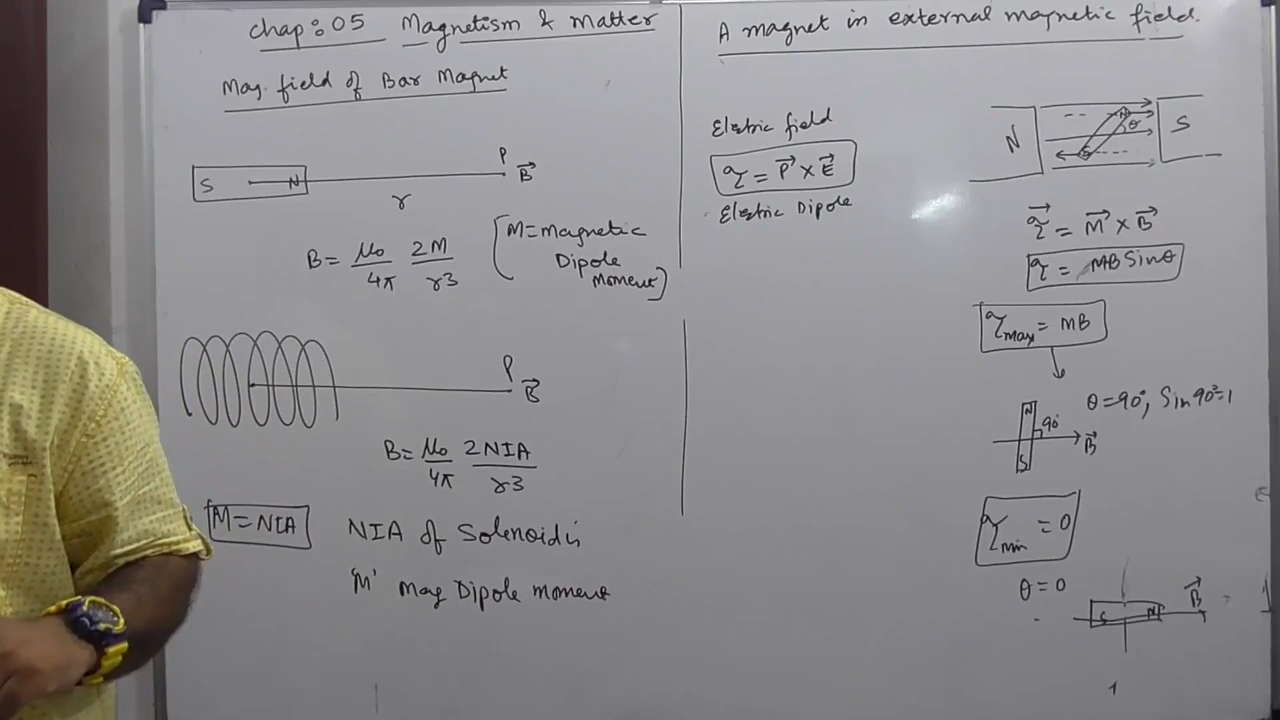 chap: 05 Magnetism & Matter
Mag. field of Bar Magnet
S N
r
P
B⃗
B = μ₀/4π 2M/r3
[M = Magnetic
Dipole
Moment]
P
B⃗
B = μ₀/4π 2NIA/r3
M = NIA
NIA of Solenoid is
'M' Mag Dipole moment
A magnet in external magnetic field.
Eletric field
τ = P⃗ × E⃗
Eletric Dipole
N S
N
θ
S
τ⃗ = M⃗ × B⃗
τ = MB Sinθ
τmax = MB
θ = 90°, Sin 90° = 1
N
90°
S
B⃗
τmin = 0
θ = 0
S N
B⃗